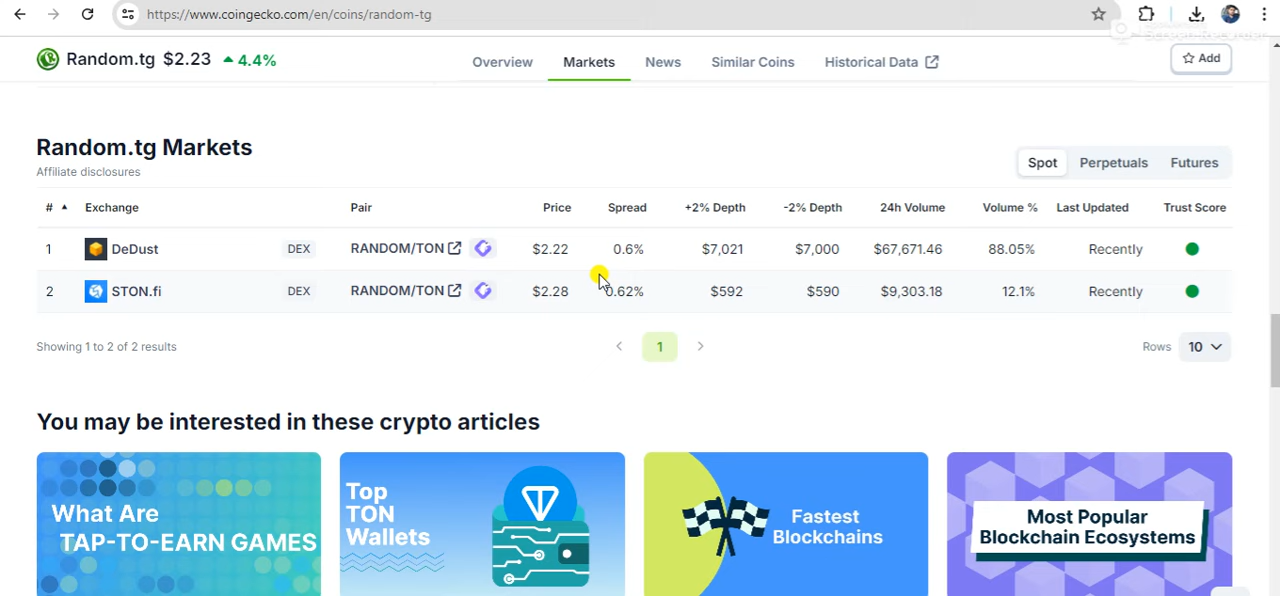 https://www.coingecko.com/en/coins/random-tg
Screen Recorder
Random.tg $2.23 4.4% Overview Markets News Similar Coins Historical Data Add
Random.tg Markets
Affiliate disclosures
Spot Perpetuals Futures
# Exchange Pair Price Spread +2% Depth -2% Depth 24h Volume Volume % Last Updated Trust Score
1 DeDust DEX RANDOM/TON $2.22 0.6% $7,021 $7,000 $67,671.46 88.05% Recently
2 STON.fi DEX RANDOM/TON $2.28 0.62% $592 $590 $9,303.18 12.1% Recently
Showing 1 to 2 of 2 results 1 Rows 10
You may be interested in these crypto articles
What Are
TAP-TO-EARN GAMES
Top
TON
Wallets
Fastest
Blockchains
Most Popular
Blockchain Ecosystems